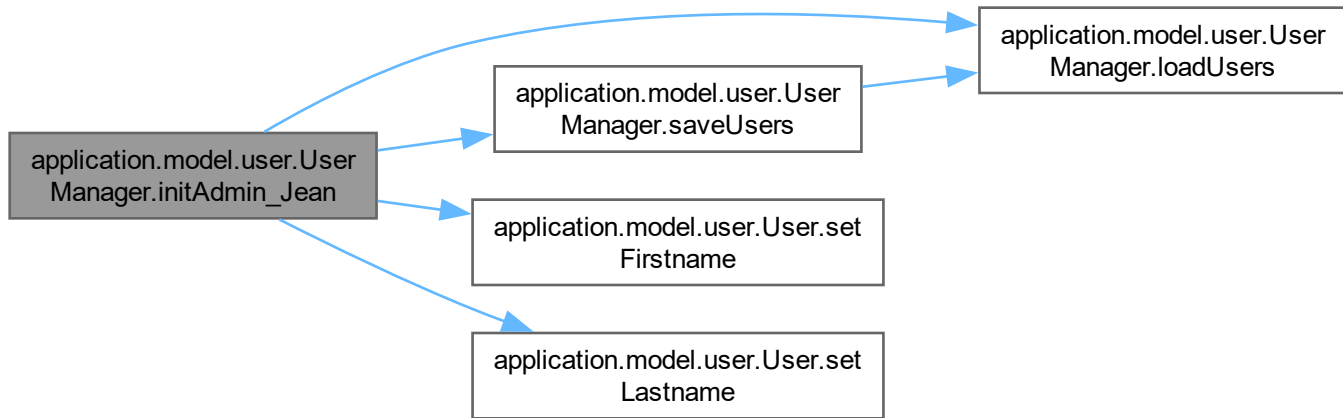 application.model.user.User
Manager.loadUsers
application.model.user.User
Manager.saveUsers
application.model.user.User
Manager.initAdmin_Jean
application.model.user.User.set
Firstname
application.model.user.User.set
Lastname